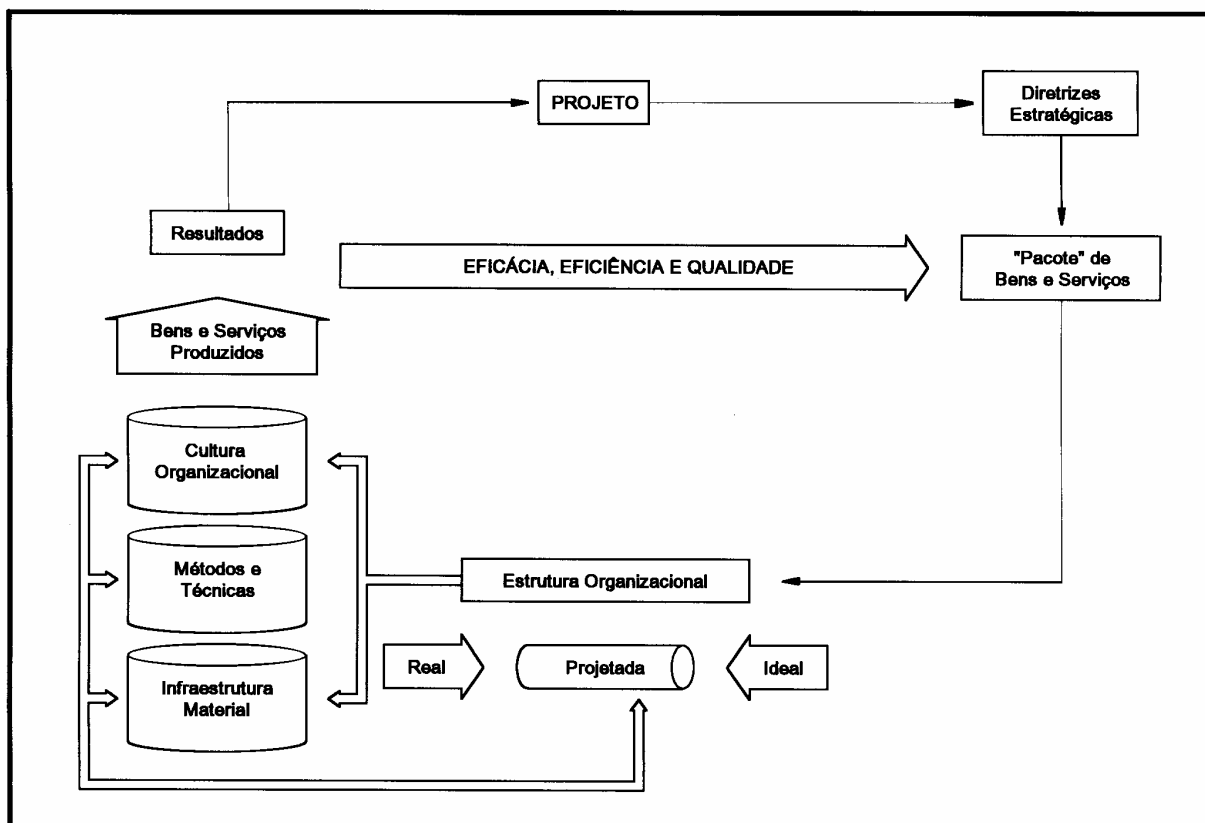 PROJETO
Diretrizes
Estratégicas
Resultados
EFICÁCIA, EFICIÊNCIA E QUALIDADE
"Pacote" de
Bens e Serviços
Bens e Serviços
Produzidos
Cultura
Organizacional
Métodos e
Técnicas
Estrutura Organizacional
Infraestrutura
Material
Real
Projetada
Ideal